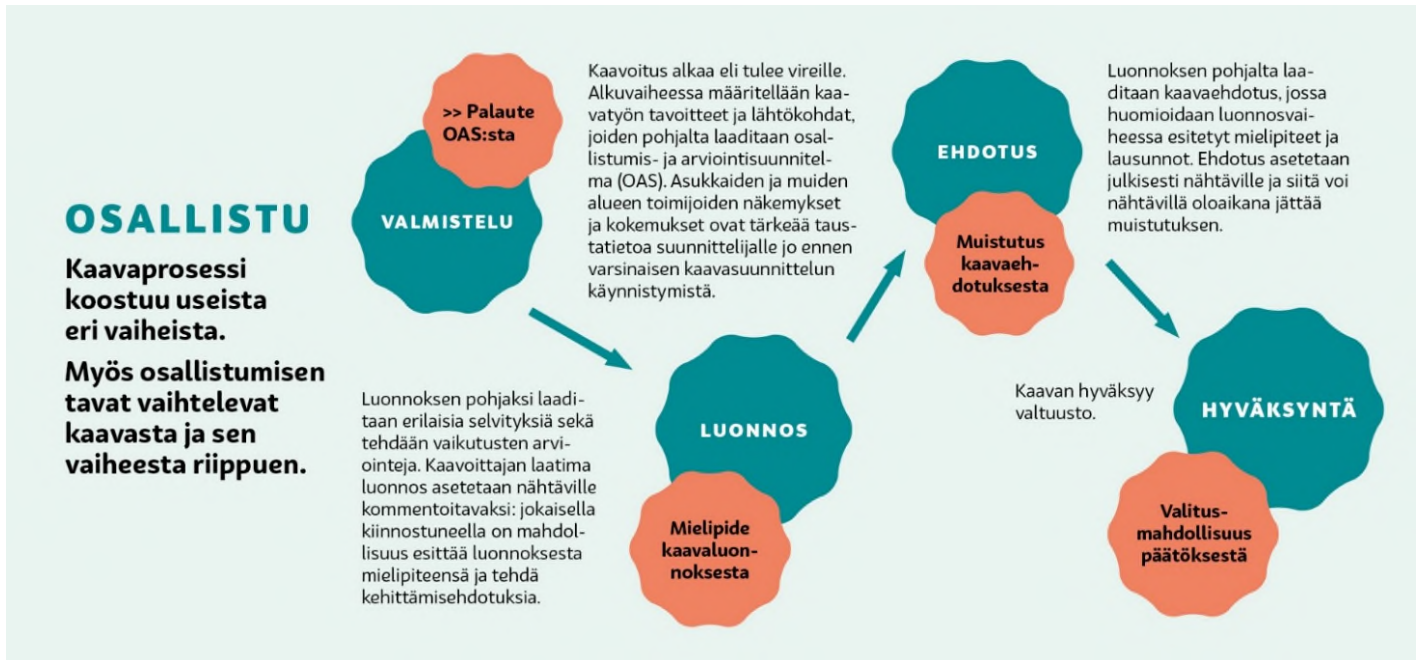 OSALLISTU
Kaavaprosessi
koostuu useista
eri vaiheista.
Myös osallistumisen
tavat vaihtelevat
kaavasta ja sen
vaiheesta riippuen.
>> Palaute
OAS:sta
VALMISTELU
Kaavoitus alkaa eli tulee vireille.
Alkuvaiheessa määritellään kaa-
vatyön tavoitteet ja lähtökohdat,
joiden pohjalta laaditaan osal-
listumis- ja arviointisuunnitel-
ma (OAS). Asukkaiden ja muiden
alueen toimijoiden näkemykset
ja kokemukset ovat tärkeää taus-
tatietoa suunnittelijalle jo ennen
varsinaisen kaavasuunnittelun
käynnistymistä.
Luonnoksen pohjaksi laadi-
taan erilaisia selvityksiä sekä
tehdään vaikutusten arvi-
ointeja. Kaavoittajan laatima
luonnos asetetaan nähtäville
kommentoitavaksi: jokaisella
kiinnostuneella on mahdol-
lisuus esittää luonnoksesta
mielipiteensä ja tehdä
kehittämisehdotuksia.
LUONNOS
Mielipide
kaavaluon-
noksesta
EHDOTUS
Muistutus
kaavaeh-
dotuksesta
Luonnoksen pohjalta laa-
ditaan kaavaehdotus, jossa
huomioidaan luonnosvai-
heessa esitetyt mielipiteet ja
lausunnot. Ehdotus asetetaan
julkisesti nähtäville ja siitä voi
nähtävillä oloaikana jättää
muistutuksen.
Kaavan hyväksyy
valtuusto.
HYVÄKSYNTÄ
Valitus-
mahdollisuus
päätöksestä